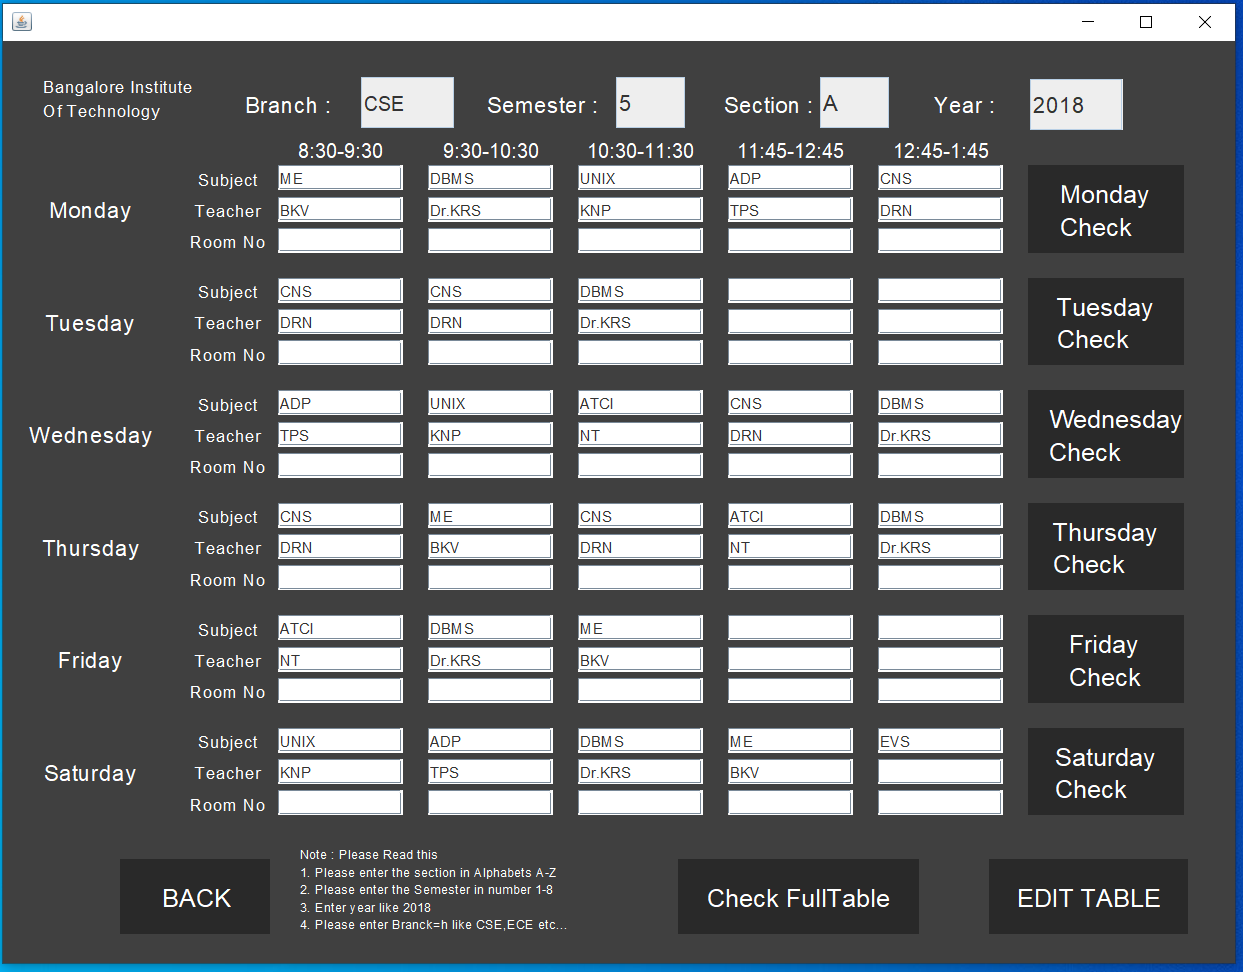 Bangalore Institute
Of Technology
Branch : CSE Semester : 5 Section : A Year : 2018
8:30-9:30 9:30-10:30 10:30-11:30 11:45-12:45 12:45-1:45
Monday
Subject ME DBMS UNIX ADP CNS
Teacher BKV Dr.KRS KNP TPS DRN
Room No
Monday
Check
Tuesday
Subject CNS CNS DBMS
Teacher DRN DRN Dr.KRS
Room No
Tuesday
Check
Wednesday
Subject ADP UNIX ATCI CNS DBMS
Teacher TPS KNP NT DRN Dr.KRS
Room No
Wednesday
Check
Thursday
Subject CNS ME CNS ATCI DBMS
Teacher DRN BKV DRN NT Dr.KRS
Room No
Thursday
Check
Friday
Subject ATCI DBMS ME
Teacher NT Dr.KRS BKV
Room No
Friday
Check
Saturday
Subject UNIX ADP DBMS ME EVS
Teacher KNP TPS Dr.KRS BKV
Room No
Saturday
Check
BACK
Note : Please Read this
1. Please enter the section in Alphabets A-Z
2. Please enter the Semester in number 1-8
3. Enter year like 2018
4. Please enter Branck=h like CSE,ECE etc...
Check FullTable
EDIT TABLE